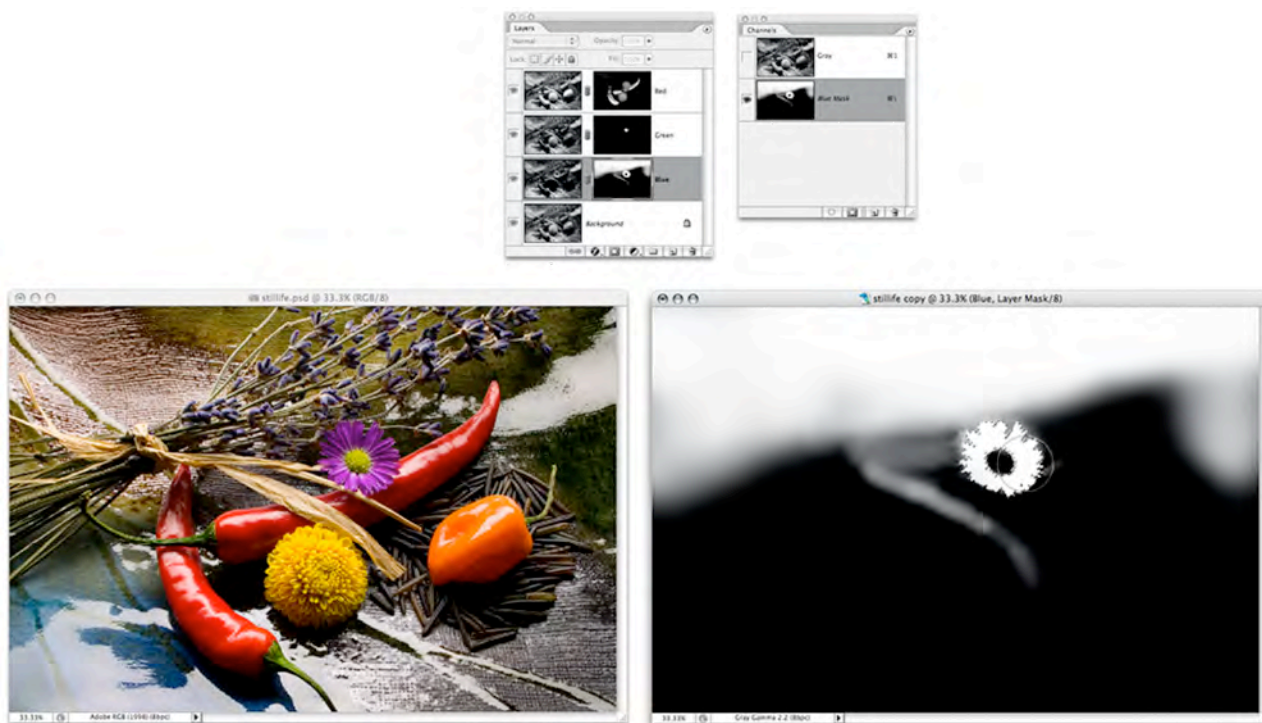 Layers
Normal Opacity:
Lock: Fill:
Red
Green
Blue
Background
Channels
Gray ⌘1
Blue Mask
stillife.psd @ 33.3% (RGB/8)
33.33% Adobe RGB (1998) (8bpc)
stillife copy @ 33.3% (Blue, Layer Mask/8)
33.33% Gray Gamma 2.2 (8bpc)